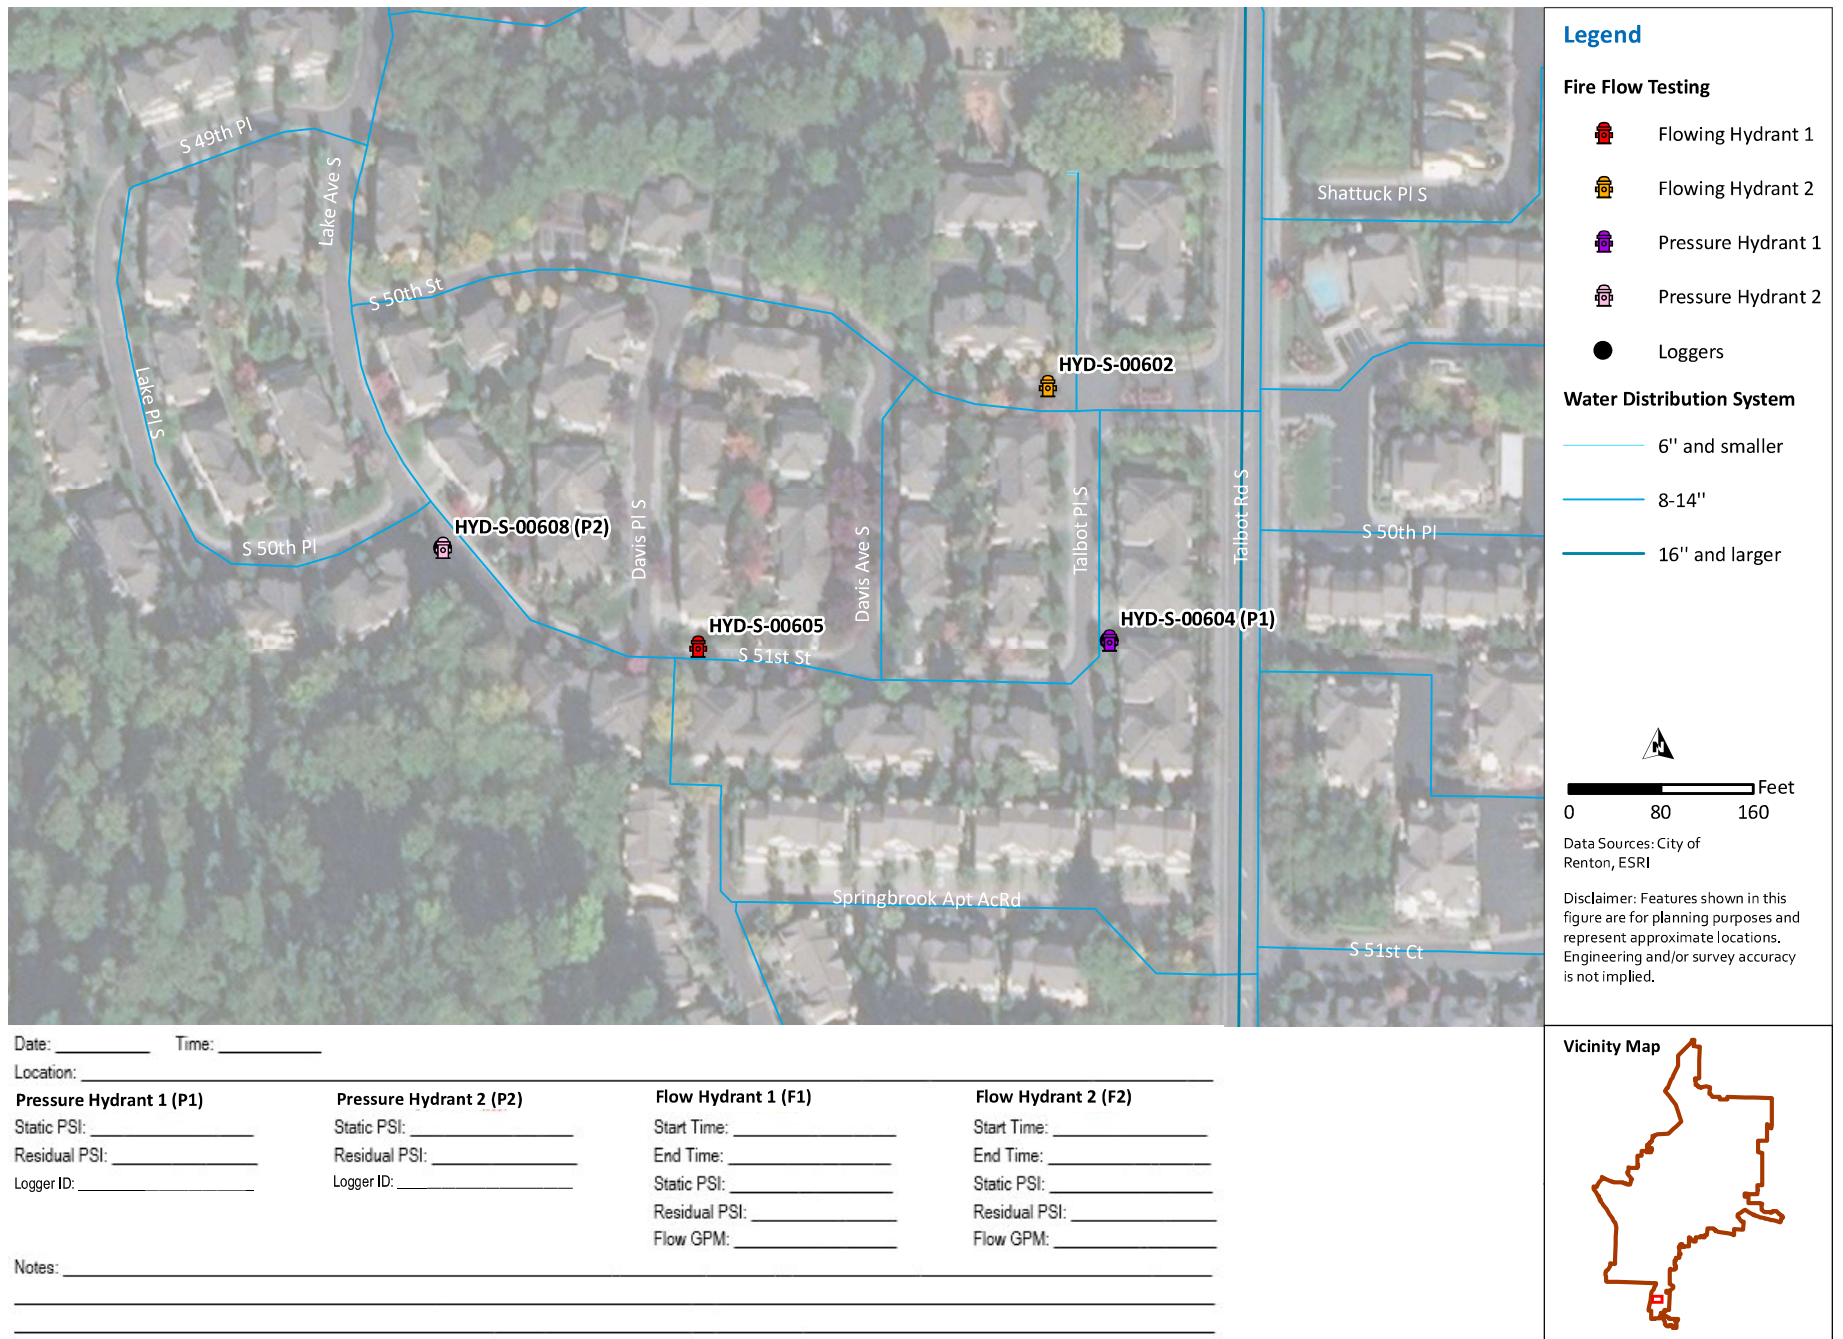 S 49th Pl
Lake Ave S
S 50th St
Lake Pl S
S 50th Pl
HYD-S-00608 (P2)
Davis Pl S
HYD-S-00605
S 51st St
Davis Ave S
HYD-S-00602
Talbot Pl S
HYD-S-00604 (P1)
Talbot Rd S
Shattuck Pl S
S 50th Pl
Springbrook Apt AcRd
S 51st Ct
Legend
Fire Flow Testing
Flowing Hydrant 1
Flowing Hydrant 2
Pressure Hydrant 1
Pressure Hydrant 2
Loggers
Water Distribution System
6" and smaller
8-14"
16" and larger
N
Feet
0 80 160
Data Sources: City of
Renton, ESRI
Disclaimer: Features shown in this
figure are for planning purposes and
represent approximate locations.
Engineering and/or survey accuracy
is not implied.
Vicinity Map
Date: Time:
Location:
Pressure Hydrant 1 (P1)
Static PSI:
Residual PSI:
Logger ID:
Pressure Hydrant 2 (P2)
Static PSI:
Residual PSI:
Logger ID:
Flow Hydrant 1 (F1)
Start Time:
End Time:
Static PSI:
Residual PSI:
Flow GPM:
Flow Hydrant 2 (F2)
Start Time:
End Time:
Static PSI:
Residual PSI:
Flow GPM:
Notes: